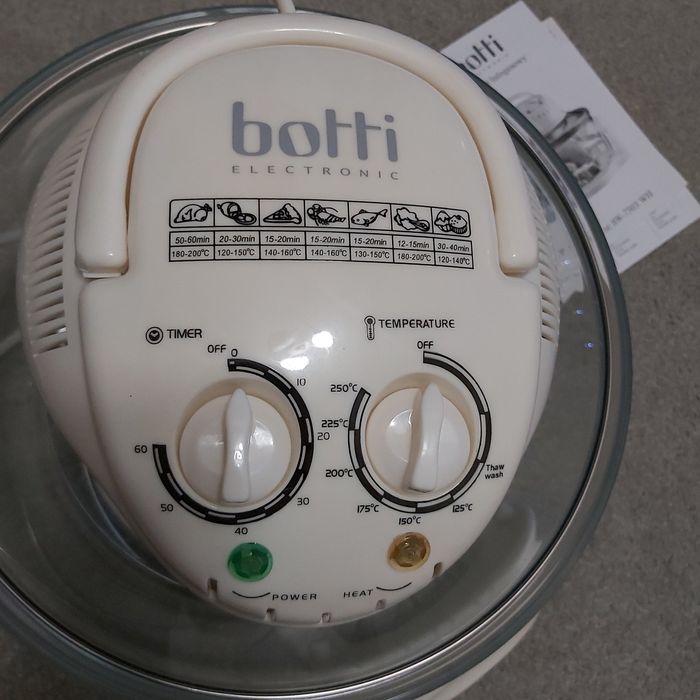 botti
ELECTRONIC
50-60min 20-30min 15-20min 15-20min 15-20min 12-15min 30-40min
180-200°C 120-150°C 140-160°C 140-160°C 130-150°C 180-200°C 120-140°C
TIMER
OFF 0
10
20
30
40
50
60
TEMPERATURE
OFF
Thaw
wash
125°C
150°C
175°C
200°C
225°C
250°C
POWER HEAT
botti